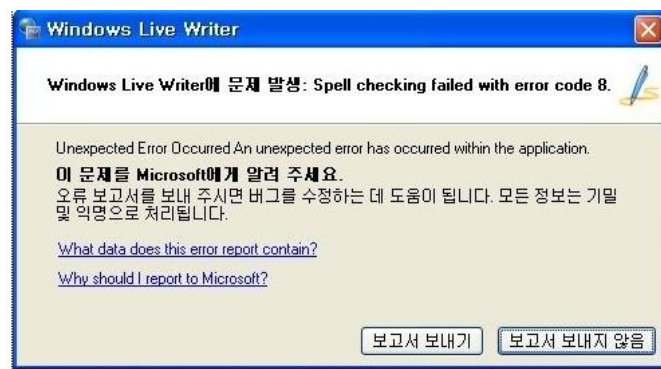 Windows Live Writer
Windows Live Writer에 문제 발생: Spell checking failed with error code 8.
Unexpected Error Occurred An unexpected error has occurred within the application.
이 문제를 Microsoft에게 알려 주세요.
오류 보고서를 보내 주시면 버그를 수정하는 데 도움이 됩니다. 모든 정보는 기밀
및 익명으로 처리됩니다.
What data does this error report contain?
Why should I report to Microsoft?
보고서 보내기 보고서 보내지 않음